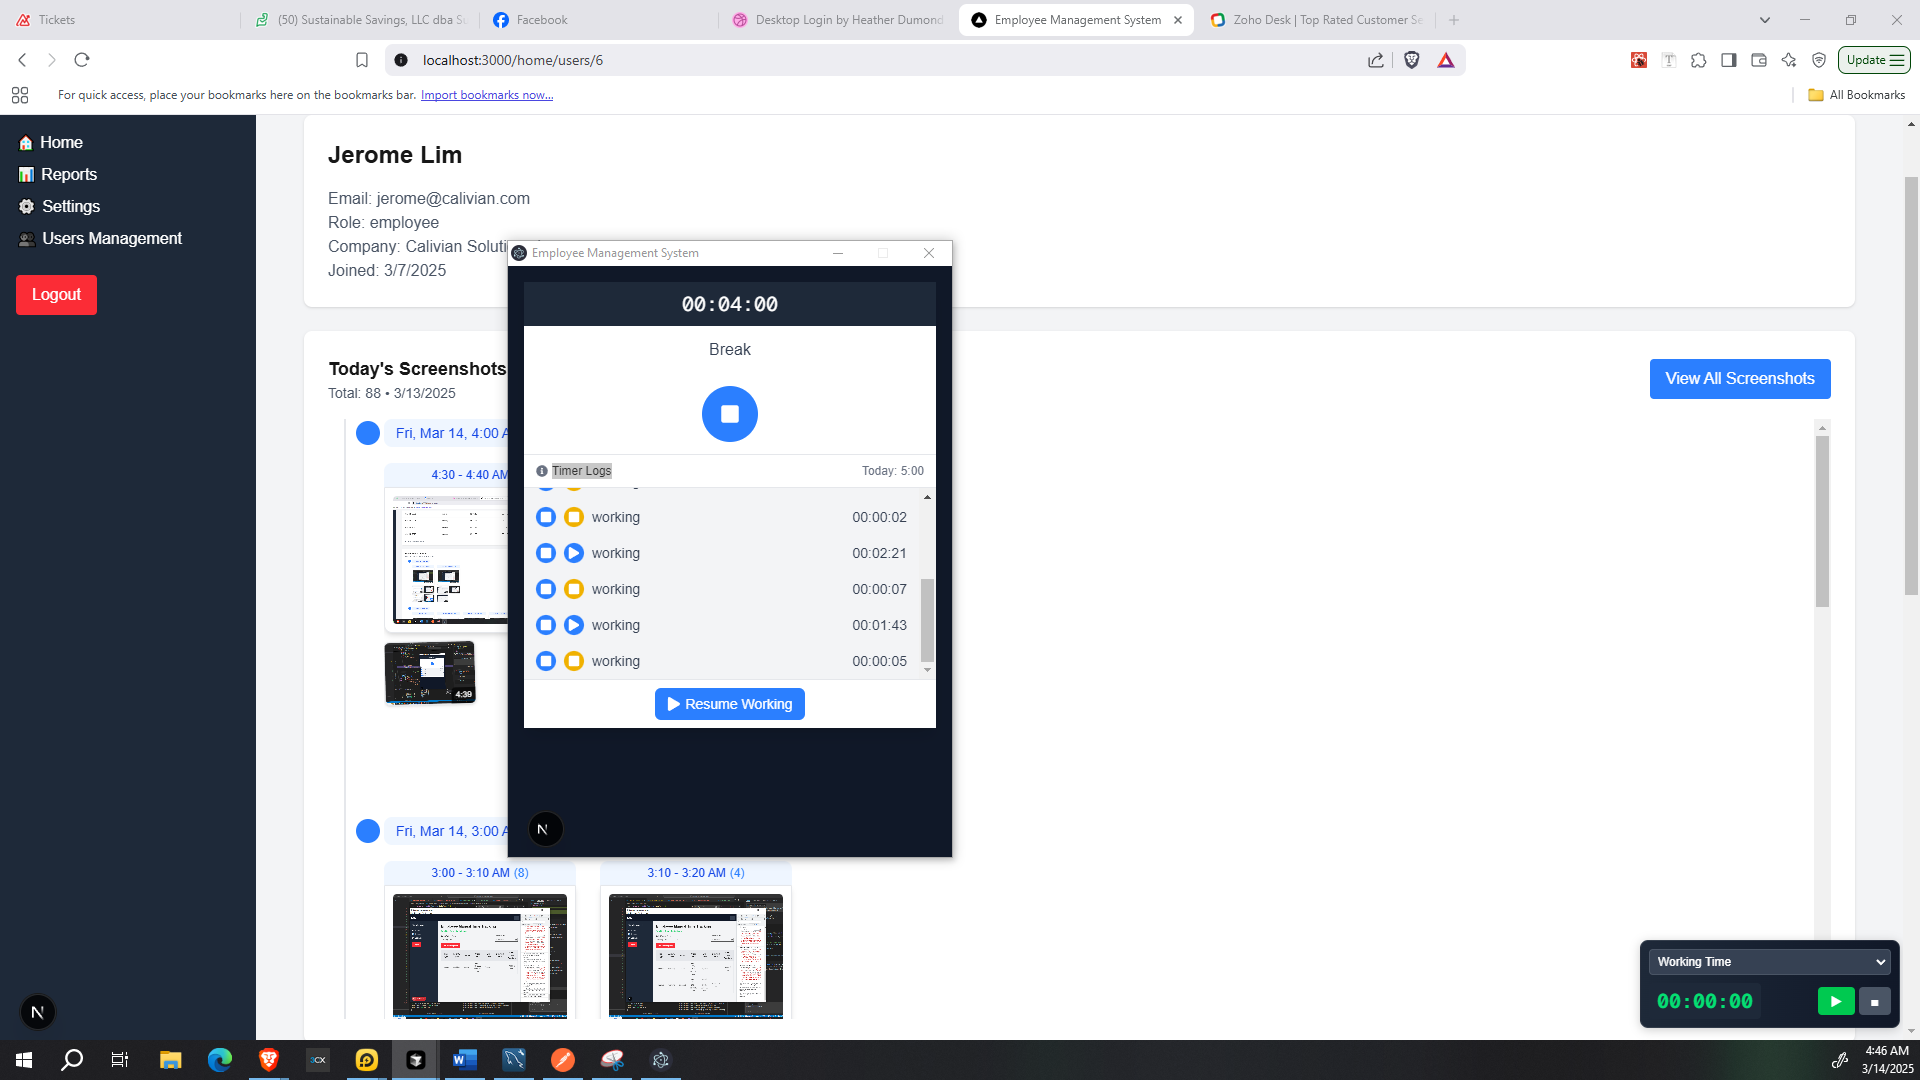 Tickets
(50) Sustainable Savings, LLC dba S
Facebook
Desktop Login by Heather Dumond
Employee Management System
Zoho Desk | Top Rated Customer Se
localhost:3000/home/users/6
Update
For quick access, place your bookmarks here on the bookmarks bar. Import bookmarks now...
All Bookmarks
Home
Reports
Settings
Users Management
Logout
Jerome Lim
Email: jerome@calivian.com
Role: employee
Company: Calivian Soluti
Joined: 3/7/2025
Today's Screenshots
Total: 88 • 3/13/2025
View All Screenshots
Fri, Mar 14, 4:00 A
4:30 - 4:40 AM
4:39
Fri, Mar 14, 3:00 A
3:00 - 3:10 AM (8)
3:10 - 3:20 AM (4)
Employee Management System
00:04:00
Break
Timer Logs
Today: 5:00
working 00:00:02
working 00:02:21
working 00:00:07
working 00:01:43
working 00:00:05
Resume Working
N
Working Time
00:00:00
N
3CX
4:46 AM
3/14/2025